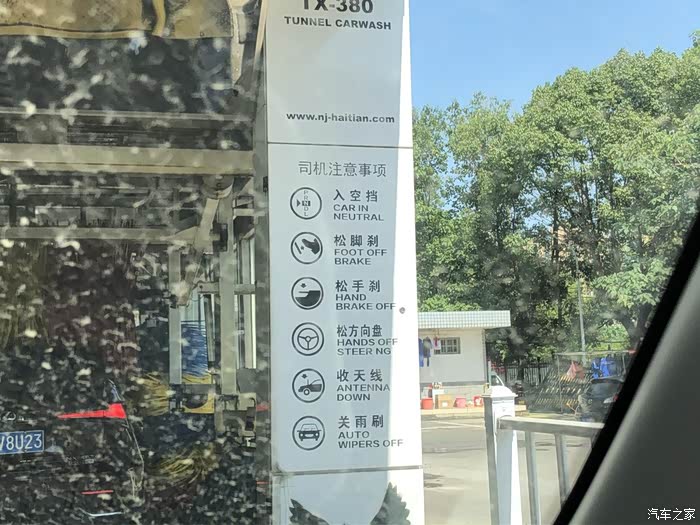 TX-380
TUNNEL CARWASH
www.nj-haitian.com
司机注意事项
入空挡
CAR IN
NEUTRAL
松脚刹
FOOT OFF
BRAKE
松手刹
HAND
BRAKE OFF
松方向盘
HANDS OFF
STEER NG
收天线
ANTENNA
DOWN
关雨刷
AUTO
WIPERS OFF
V8U23
汽车之家